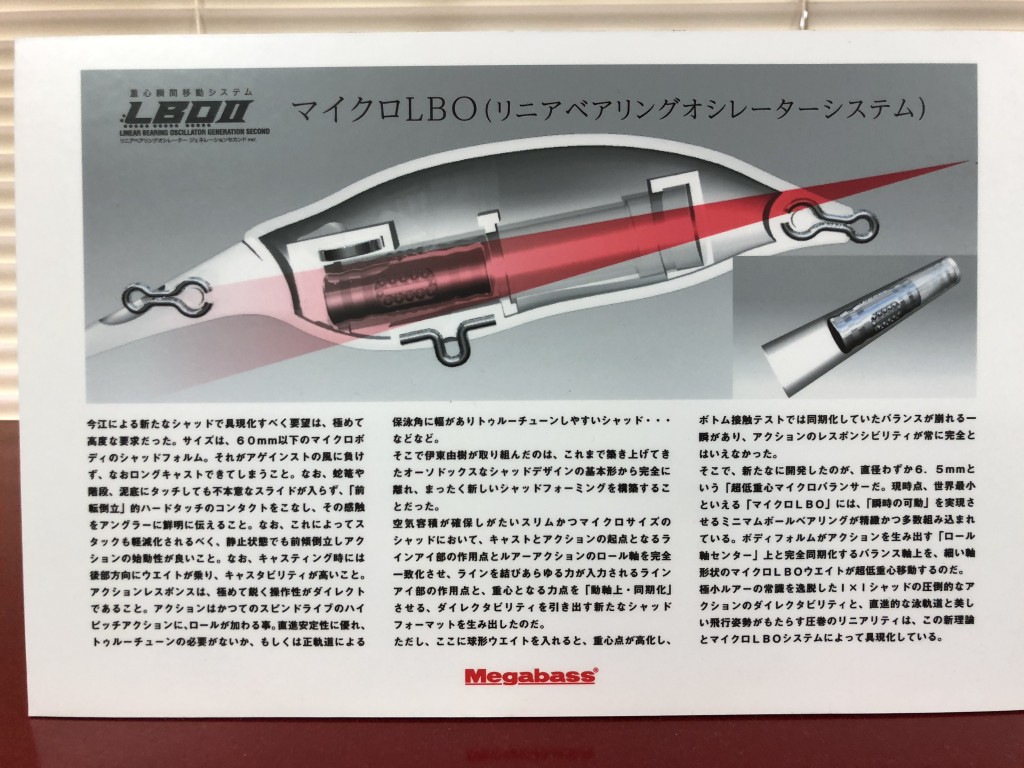 重心瞬間移動システム
LBOII
LINEAR BEARING OSCILLATOR GENERATION SECOND
リニアベアリングオシレーター ジェネレーションセカンド ver.
マイクロLBO(リニアベアリングオシレーターシステム)
今江による新たなシャッドで具現化すべく要望は、極めて
高度な要求だった。サイズは、60mm以下のマイクロボ
ディのシャッドフォルム。それがアゲインストの風に負け
ず、なおロングキャストできてしまうこと。なお、蛇篭や
階段、泥底にタッチしても不本意なスライドが入らず、「前
転倒立」的ハードタッチのコンタクトをこなし、その感触
をアングラーに鮮明に伝えること。なお、これによってス
タックも軽減化されるべく、静止状態でも前傾倒立しアク
ションの始動性が良いこと。なお、キャスティング時には
後部方向にウエイトが乗り、キャスタビリティが高いこと。
アクションレスポンスは、極めて鋭く操作性がダイレクト
であること。アクションはかつてのスピンドライブのハイ
ピッチアクションに、ロールが加わる事。直進安定性に優れ、
トゥルーチューンの必要がないか、もしくは正軌道による
保泳角に幅がありトゥルーチューンしやすいシャッド・・・
などなど。
そこで伊東由樹が取り組んだのは、これまで築き上げてき
たオーソドックスなシャッドデザインの基本形から完全に
離れ、まったく新しいシャッドフォーミングを構築するこ
とだった。
空気容積が確保しがたいスリムかつマイクロサイズの
シャッドにおいて、キャストとアクションの起点となるラ
インアイ部の作用点とルアーアクションのロール軸を完全
一致化させ、ラインを結びあらゆる力が入力されるライン
アイ部の作用点と、重心となる力点を「動軸上・同期化」
させる、ダイレクタビリティを引き出す新たなシャッド
フォーマットを生み出したのだ。
ただし、ここに球形ウエイトを入れると、重心点が高化し、
ボトム接触テストでは同期化していたバランスが崩れる一
瞬があり、アクションのレスポンシビリティが常に完全と
はいえなかった。
そこで、新たに開発したのが、直径わずか6.5mmと
いう「超低重心マイクロバランサーだ。現時点、世界最小
といえる「マイクロLBO」には、「瞬時の可動」を実現さ
せるミニマムボールベアリングが精緻かつ多数組み込まれ
ている。ボディフォルムがアクションを生み出す「ロール
軸センター」上と完全同期化するバランス軸上を、細い軸
形状のマイクロLBOウエイトが超低重心移動するのだ。
極小ルアーの常識を逸脱したI×Iシャッドの圧倒的なア
クションのダイレクタビリティと、直進的な泳軌道と美し
い飛行姿勢がもたらす圧巻のリニアリティは、この新理論
とマイクロLBOシステムによって具現化している。
Megabass®